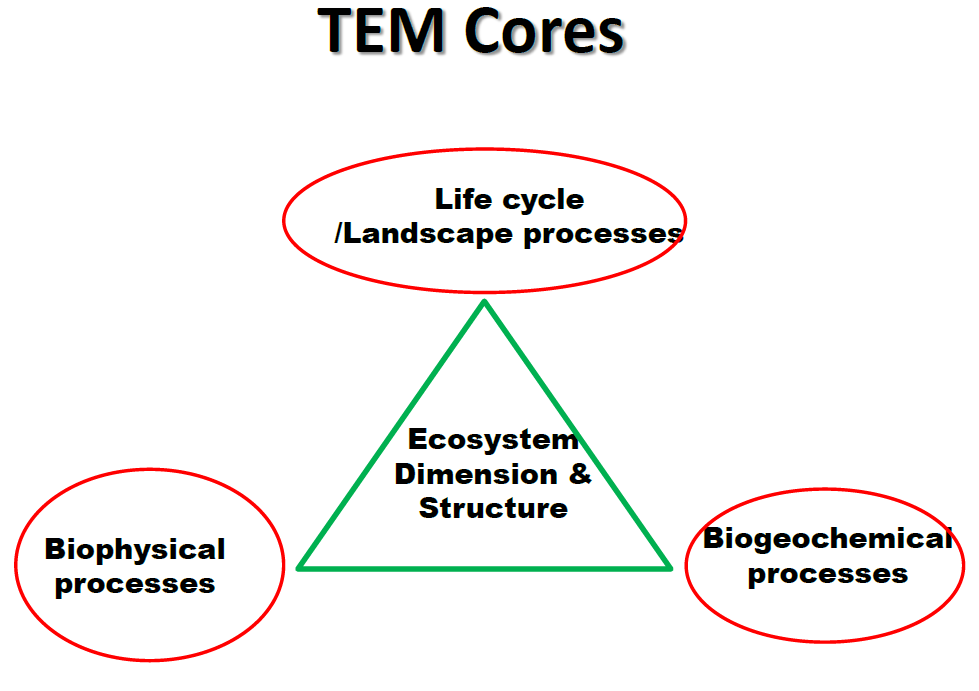 TEM Cores
Life cycle
/Landscape processes
Ecosystem
Dimension &
Structure
Biophysical
processes
Biogeochemical
processes